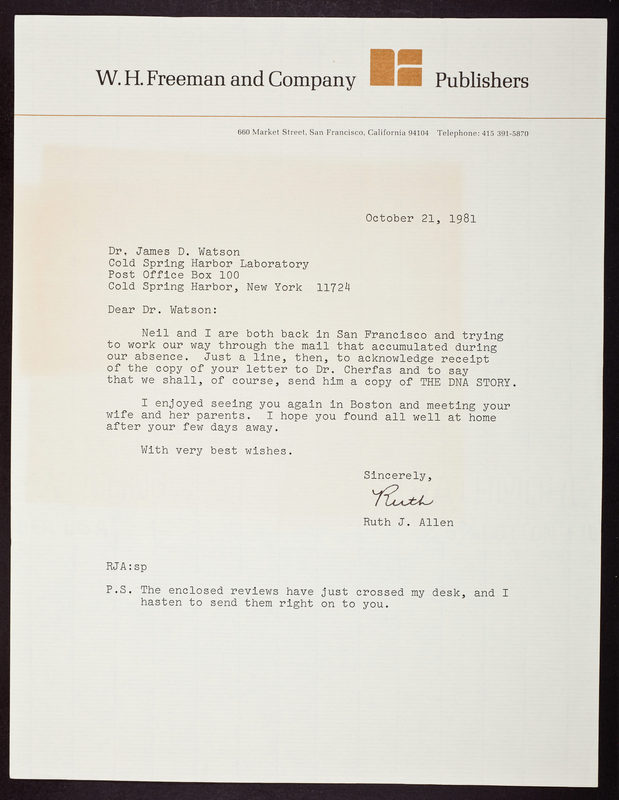 W. H. Freeman and Company Publishers
660 Market Street, San Francisco, California 94104 Telephone: 415 391-5870
October 21, 1981
Dr. James D. Watson
Cold Spring Harbor Laboratory
Post Office Box 100
Cold Spring Harbor, New York 11724
Dear Dr. Watson:
Neil and I are both back in San Francisco and trying
to work our way through the mail that accumulated during
our absence. Just a line, then, to acknowledge receipt
of the copy of your letter to Dr. Cherfas and to say
that we shall, of course, send him a copy of THE DNA STORY.
I enjoyed seeing you again in Boston and meeting your
wife and her parents. I hope you found all well at home
after your few days away.
With very best wishes.
Sincerely,
Ruth
Ruth J. Allen
RJA:sp
P.S. The enclosed reviews have just crossed my desk, and I
hasten to send them right on to you.